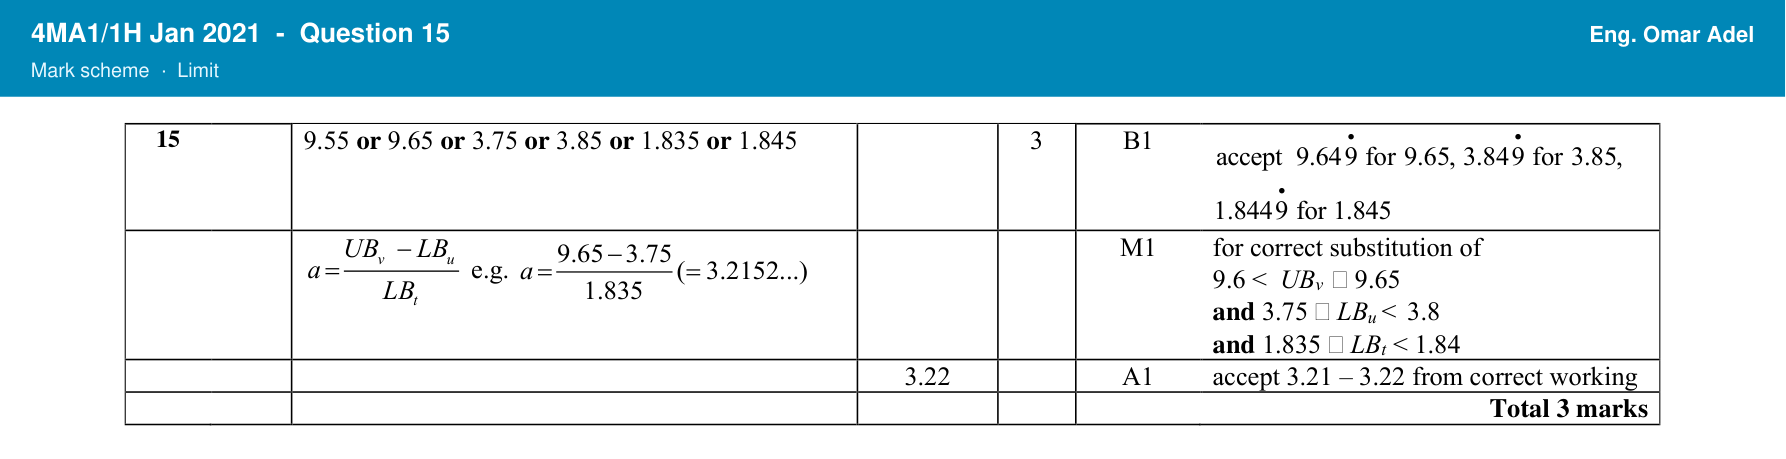 4MA1/1H Jan 2021 - Question 15
Eng. Omar Adel
Mark scheme · Limit
15 9.55 or 9.65 or 3.75 or 3.85 or 1.835 or 1.845 3 B1 accept 9.649̇ for 9.65, 3.849̇ for 3.85,
1.8449̇ for 1.845
a = (UBᵥ − LBᵤ)/LBₜ e.g. a = (9.65 − 3.75)/1.835 (= 3.2152...) M1 for correct substitution of
9.6 < UBᵥ □ 9.65
and 3.75 □ LBᵤ < 3.8
and 1.835 □ LBₜ < 1.84
3.22 A1 accept 3.21 – 3.22 from correct working
Total 3 marks